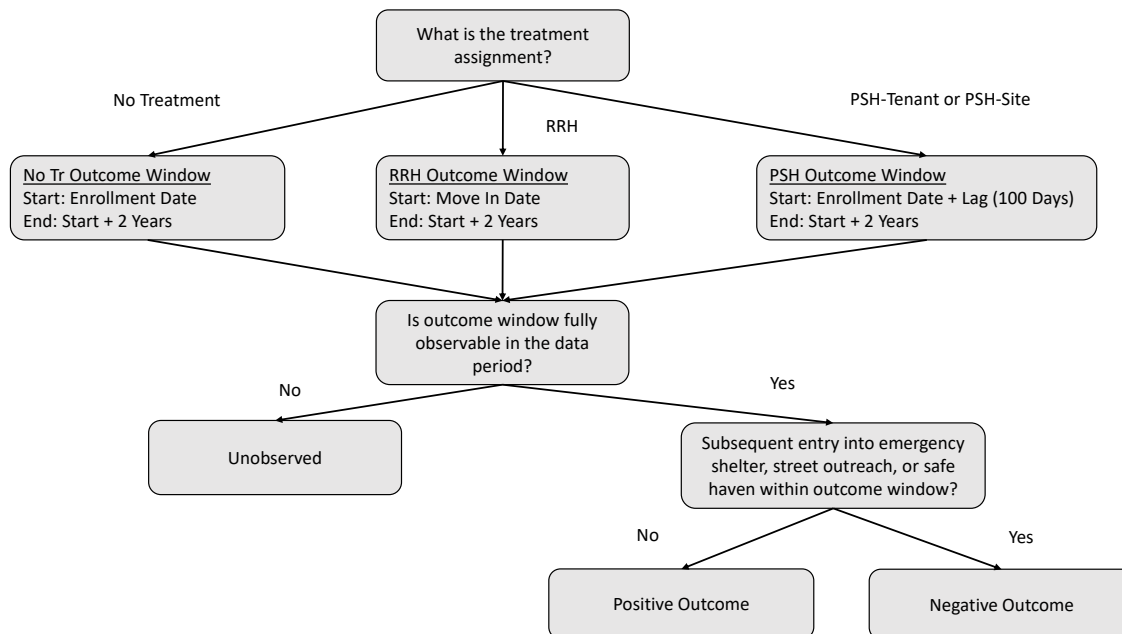 What is the treatment
assignment?
No Treatment
RRH
PSH-Tenant or PSH-Site
No Tr Outcome Window
Start: Enrollment Date
End: Start + 2 Years
RRH Outcome Window
Start: Move In Date
End: Start + 2 Years
PSH Outcome Window
Start: Enrollment Date + Lag (100 Days)
End: Start + 2 Years
Is outcome window fully
observable in the data
period?
No
Yes
Unobserved
Subsequent entry into emergency
shelter, street outreach, or safe
haven within outcome window?
No
Yes
Positive Outcome
Negative Outcome